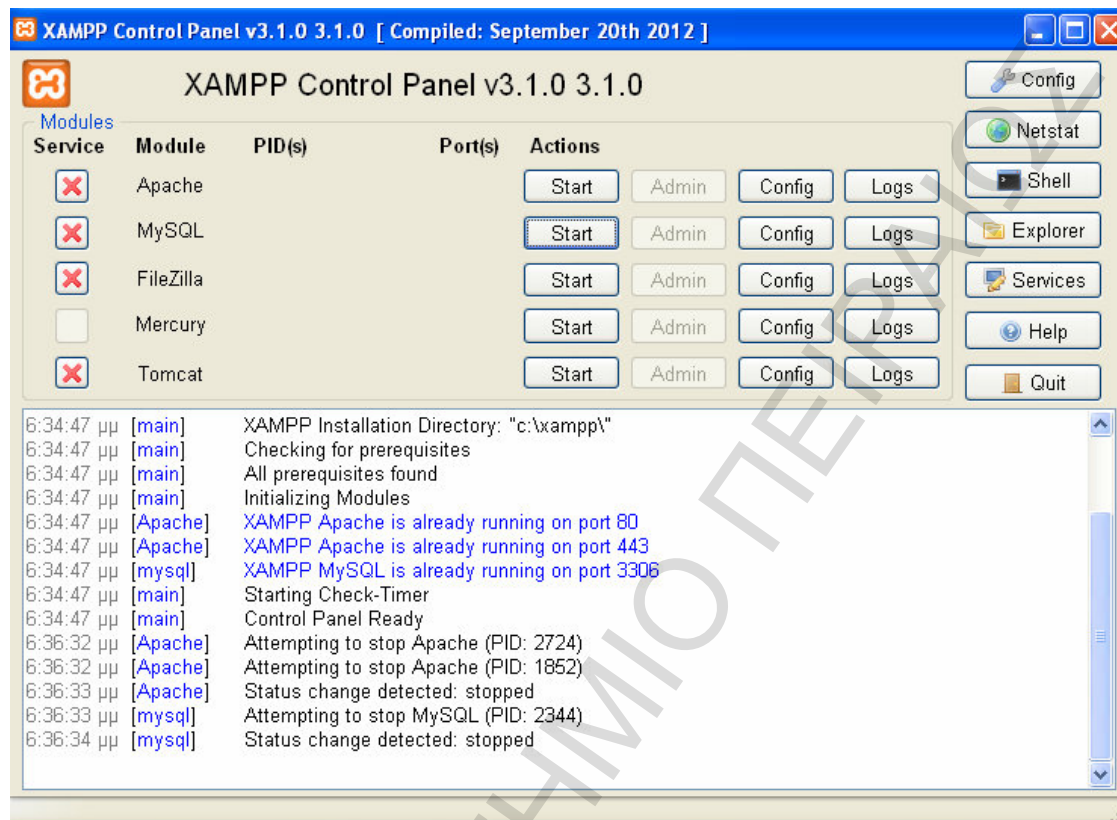 XAMPP Control Panel v3.1.0 3.1.0 [ Compiled: September 20th 2012 ]
XAMPP Control Panel v3.1.0 3.1.0
Config
Modules
Netstat
Service Module PID(s) Port(s) Actions
Apache Start Admin Config Logs
Shell
MySQL Start Admin Config Logs
Explorer
FileZilla Start Admin Config Logs
Services
Mercury Start Admin Config Logs
Help
Tomcat Start Admin Config Logs
Quit
6:34:47 μμ [main] XAMPP Installation Directory: "c:\xampp\"
6:34:47 μμ [main] Checking for prerequisites
6:34:47 μμ [main] All prerequisites found
6:34:47 μμ [main] Initializing Modules
6:34:47 μμ [Apache] XAMPP Apache is already running on port 80
6:34:47 μμ [Apache] XAMPP Apache is already running on port 443
6:34:47 μμ [mysql] XAMPP MySQL is already running on port 3306
6:34:47 μμ [main] Starting Check-Timer
6:34:47 μμ [main] Control Panel Ready
6:36:32 μμ [Apache] Attempting to stop Apache (PID: 2724)
6:36:32 μμ [Apache] Attempting to stop Apache (PID: 1852)
6:36:33 μμ [Apache] Status change detected: stopped
6:36:33 μμ [mysql] Attempting to stop MySQL (PID: 2344)
6:36:34 μμ [mysql] Status change detected: stopped
ΗΜΙΟ ΠΕΙΡΑΙΩΣ